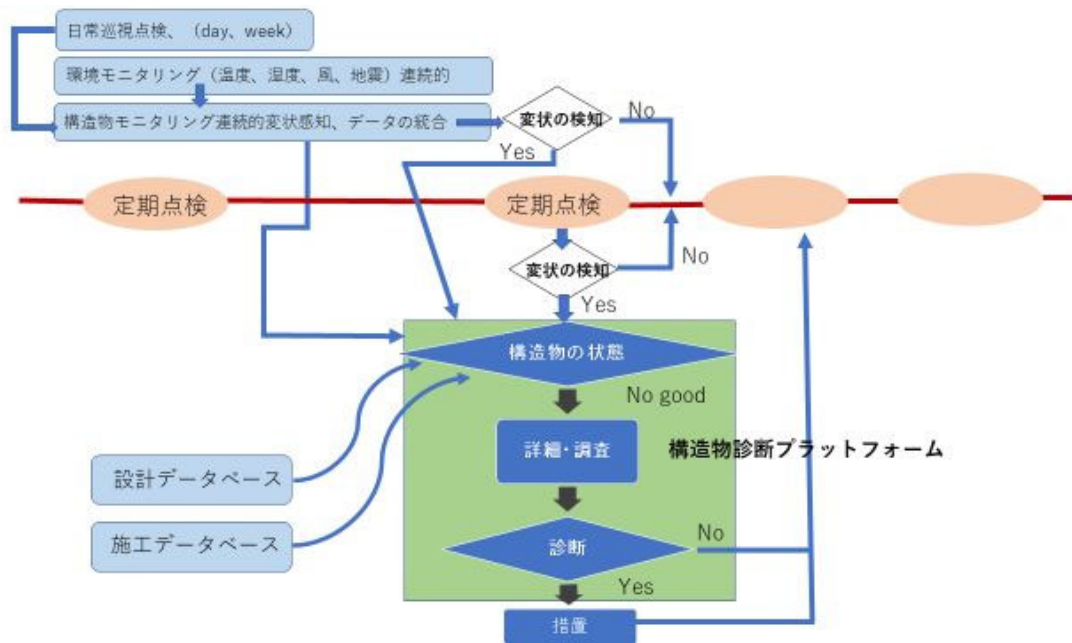 日常巡視点検、（day、week）
環境モニタリング（温度、湿度、風、地震）連続的
構造物モニタリング連続的変状感知、データの統合
変状の検知
No
Yes
定期点検
定期点検
変状の検知
No
Yes
構造物の状態
No good
詳細・調査
構造物診断プラットフォーム
設計データベース
施工データベース
診断
No
Yes
措置